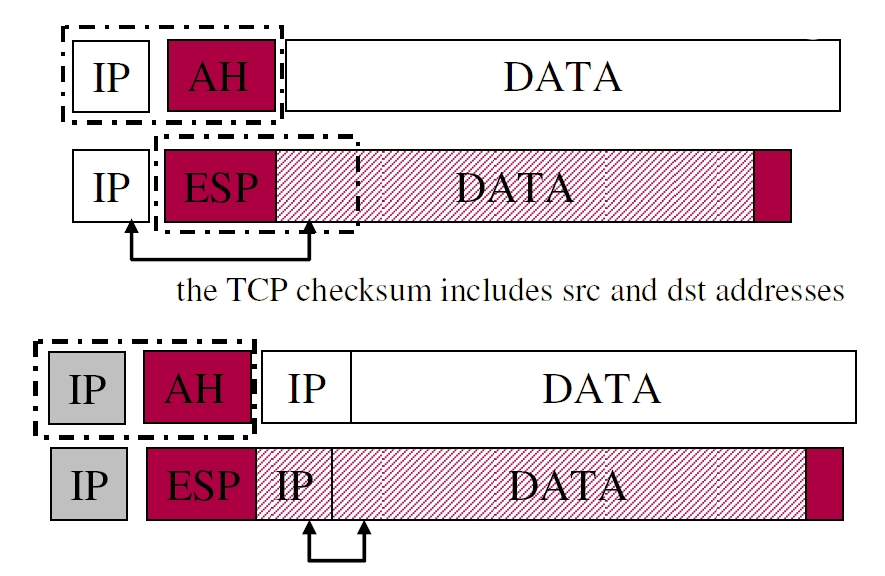 IP AH DATA
IP ESP DATA
the TCP checksum includes src and dst addresses
IP AH IP DATA
IP ESP IP DATA